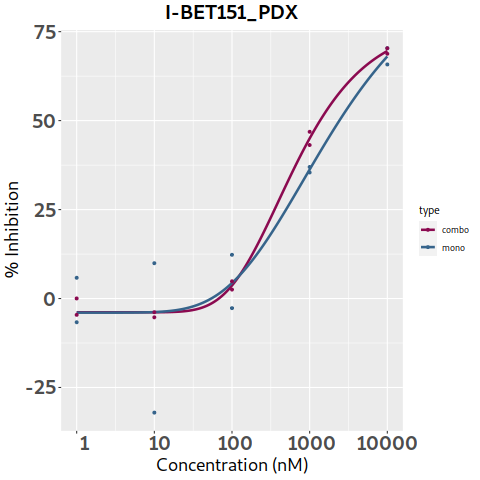 I-BET151_PDX
75
50
25
0
-25
% Inhibition
1 10 100 1000 10000
Concentration (nM)
type
combo
mono